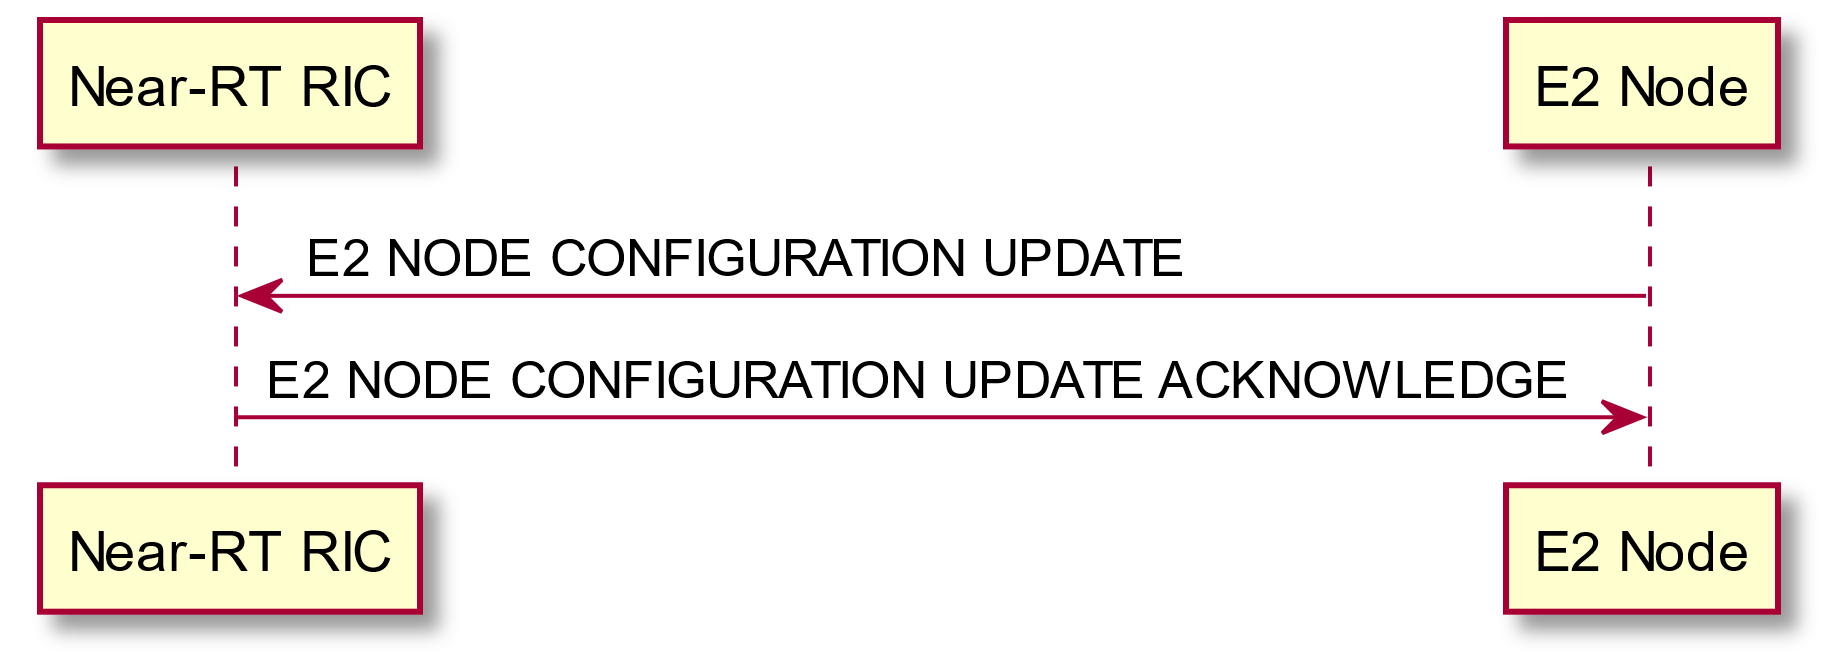 Near-RT RIC
E2 Node
E2 NODE CONFIGURATION UPDATE
E2 NODE CONFIGURATION UPDATE ACKNOWLEDGE
Near-RT RIC
E2 Node